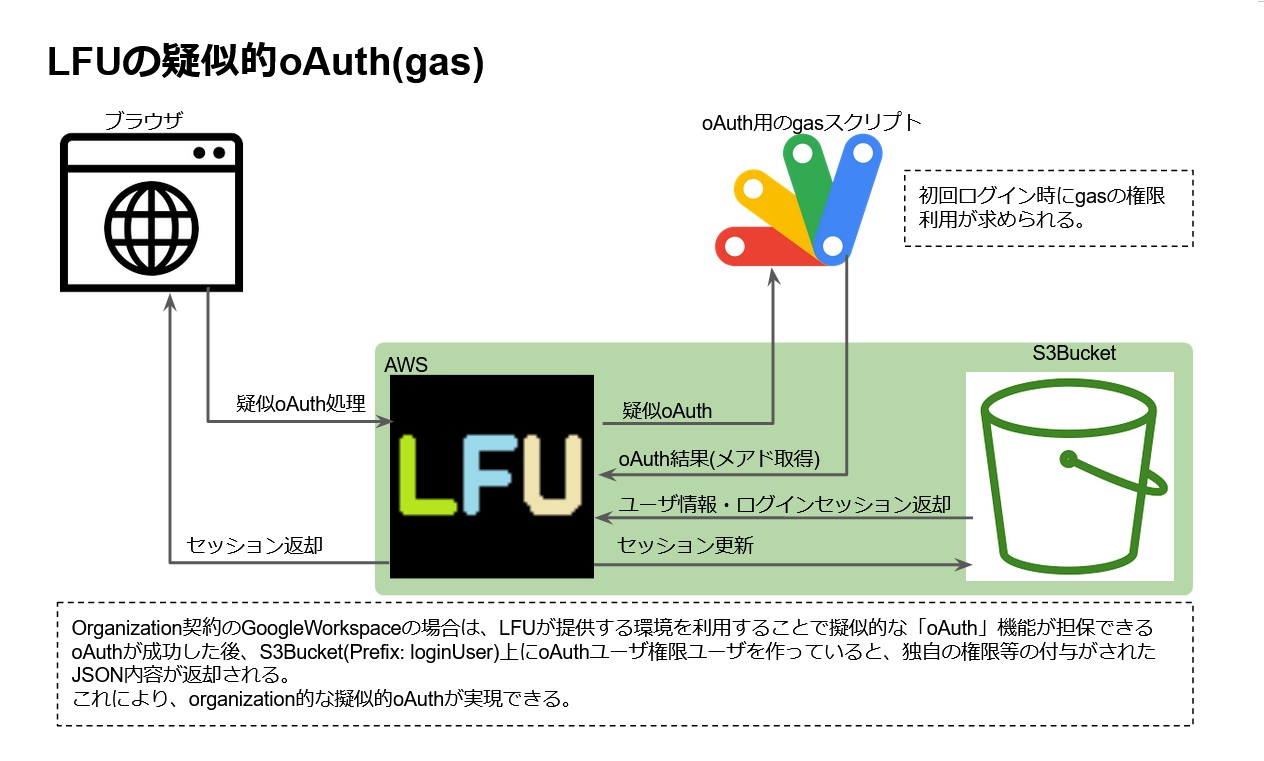 LFUの疑似的oAuth(gas)
ブラウザ
oAuth用のgasスクリプト
初回ログイン時にgasの権限
利用が求められる。
AWS
S3Bucket
疑似oAuth処理
疑似oAuth
LFU
oAuth結果(メアド取得)
ユーザ情報・ログインセッション返却
セッション返却
セッション更新
Organization契約のGoogleWorkspaceの場合は、LFUが提供する環境を利用することで擬似的な「oAuth」機能が担保できる
oAuthが成功した後、S3Bucket(Prefix: loginUser)上にoAuthユーザ権限ユーザを作っていると、独自の権限等の付与がされた
JSON内容が返却される。
これにより、organization的な擬似的oAuthが実現できる。